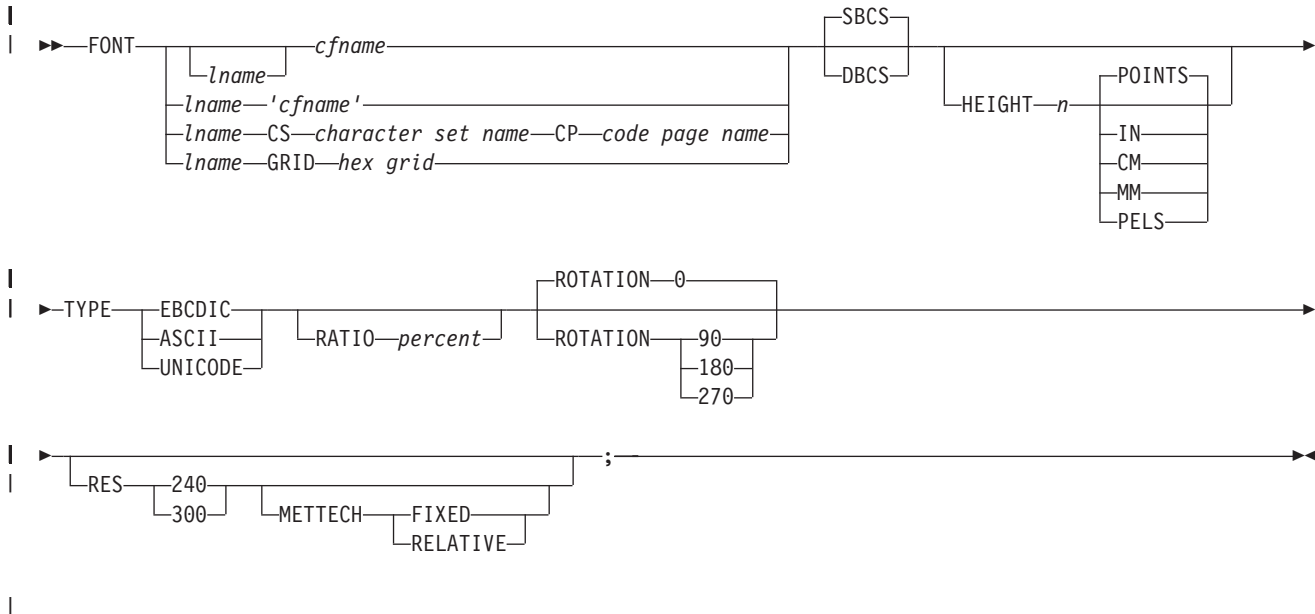 SBCS
FONT cfname
lname DBCS POINTS
lname 'cfname' HEIGHT n IN
lname CS character set name CP code page name CM
lname GRID hex grid MM
PELS
ROTATION 0
TYPE EBCDIC
ASCII RATIO percent ROTATION 90
UNICODE 180
270
;
RES 240
300 METTECH FIXED
RELATIVE